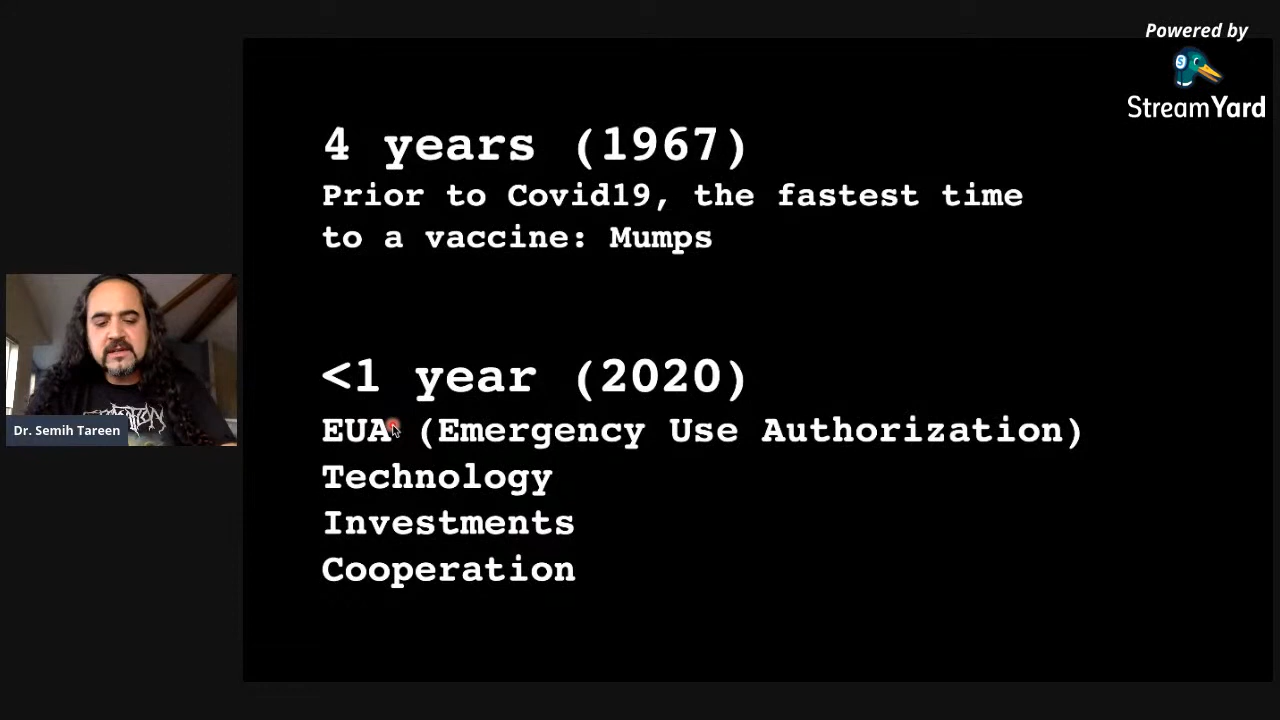 Powered by
StreamYard
4 years (1967)
Prior to Covid19, the fastest time
to a vaccine: Mumps
<1 year (2020)
EUA (Emergency Use Authorization)
Technology
Investments
Cooperation
Dr. Semih Tareen